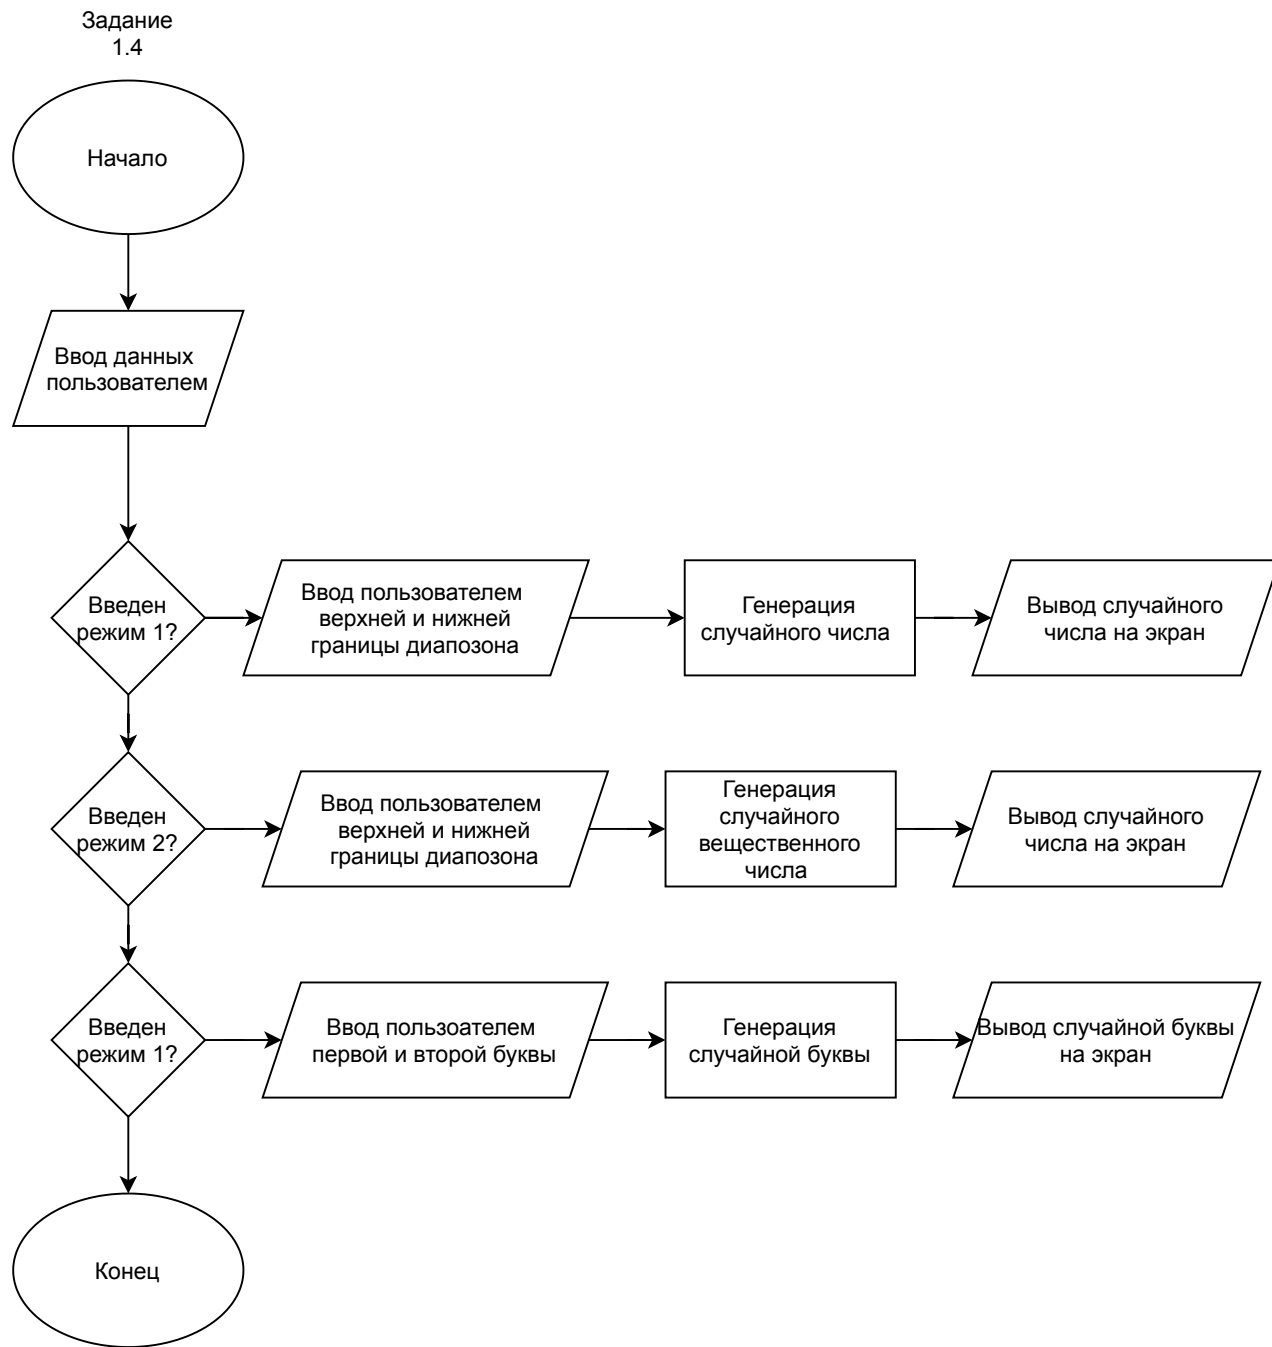 Задание
1.4
Начало
Ввод данных
пользователем
Введен
режим 1?
Ввод пользователем
верхней и нижней
границы диапозона
Генерация
случайного числа
Вывод случайного
числа на экран
Введен
режим 2?
Ввод пользователем
верхней и нижней
границы диапозона
Генерация
случайного
вещественного
числа
Вывод случайного
числа на экран
Введен
режим 1?
Ввод пользоателем
первой и второй буквы
Генерация
случайной буквы
Вывод случайной буквы
на экран
Конец